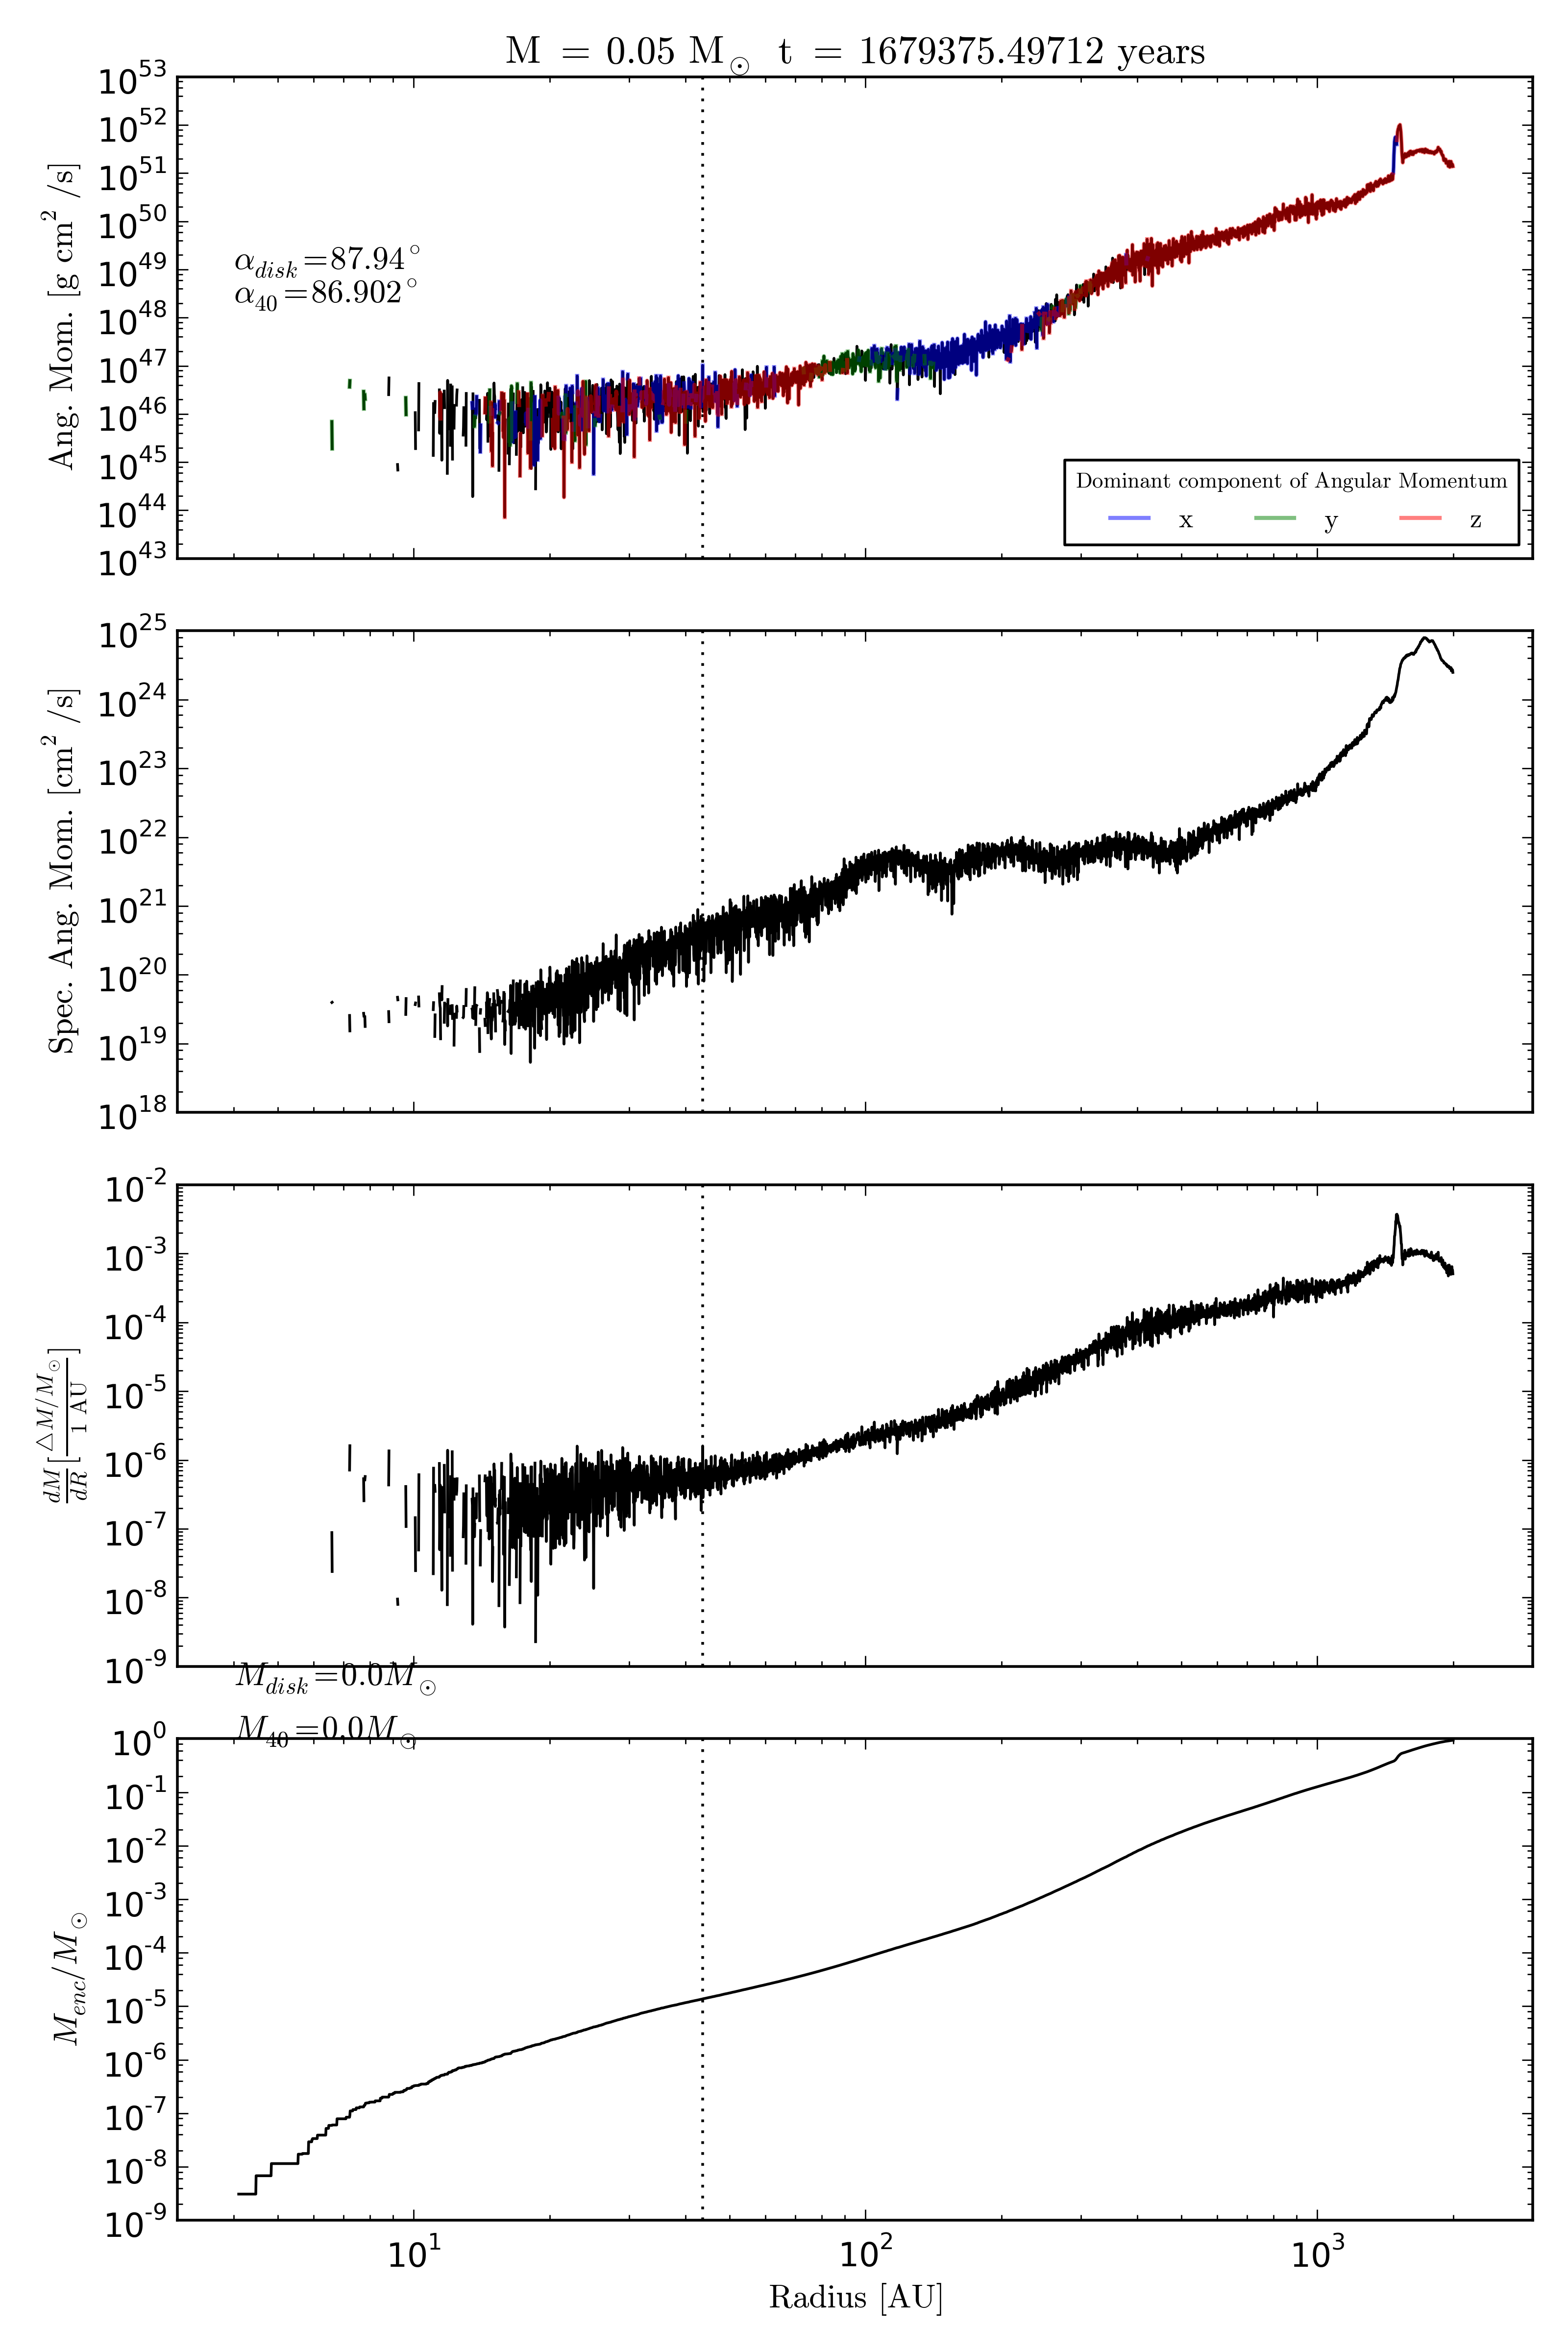 M = 0.05 M⊙ t = 1679375.49712 years
10^53
10^52
10^51
10^50
10^49
10^48
10^47
10^46
10^45
10^44
10^43
Ang. Mom. [g cm^2 /s]
α_disk=87.94°
α_40=86.902°
Dominant component of Angular Momentum
x y z
10^25
10^24
10^23
10^22
10^21
10^20
10^19
10^18
Spec. Ang. Mom. [cm^2 /s]
10^-2
10^-3
10^-4
10^-5
10^-6
10^-7
10^-8
10^-9
dM/dR [△M/M⊙ / 1 AU]
M_disk=0.0M⊙
M_40=0.0M⊙
10^0
10^-1
10^-2
10^-3
10^-4
10^-5
10^-6
10^-7
10^-8
10^-9
M_enc/M⊙
10^1 10^2 10^3
Radius [AU]